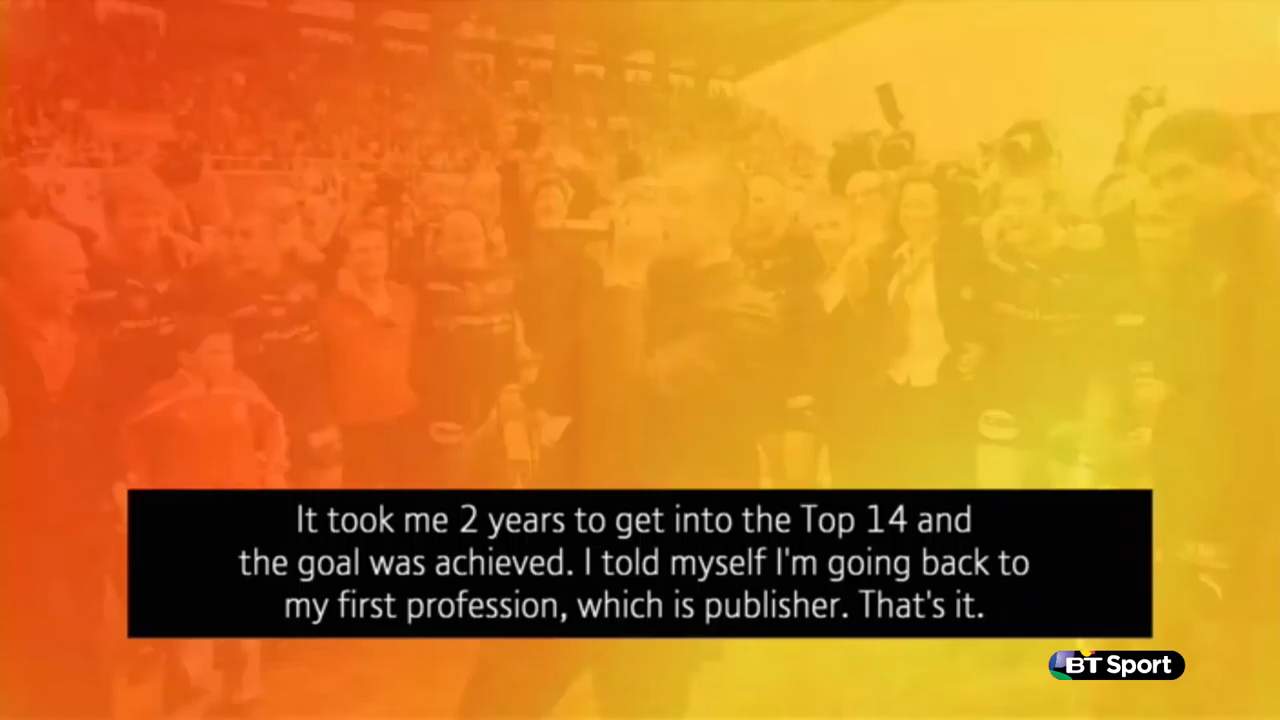 It took me 2 years to get into the Top 14 and
the goal was achieved. I told myself I'm going back to
my first profession, which is publisher. That's it.
BT Sport